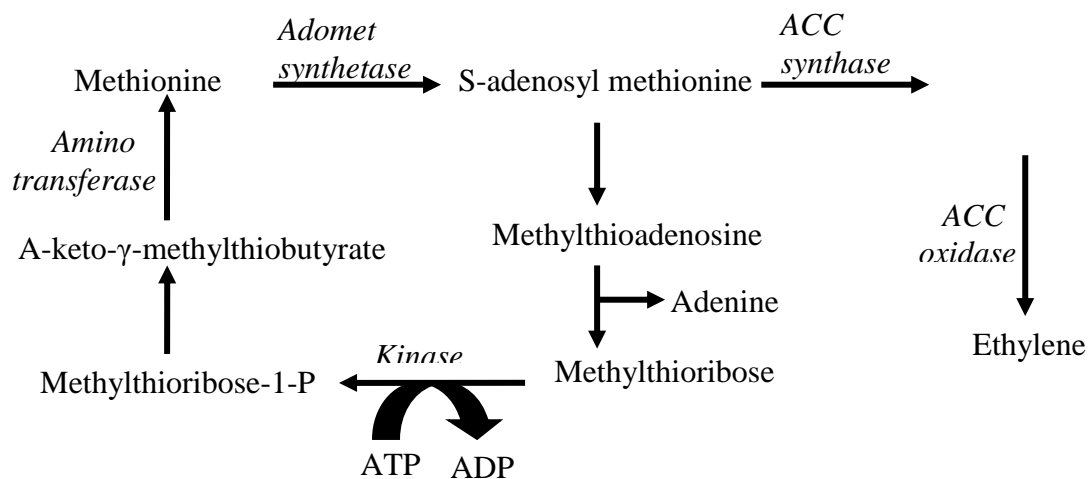 Adomet
synthetase
ACC
synthase
Methionine
S-adenosyl methionine
Amino
transferase
ACC
oxidase
A-keto-γ-methylthiobutyrate
Methylthioadenosine
Adenine
Ethylene
Kinase
Methylthioribose-1-P
Methylthioribose
ATP
ADP